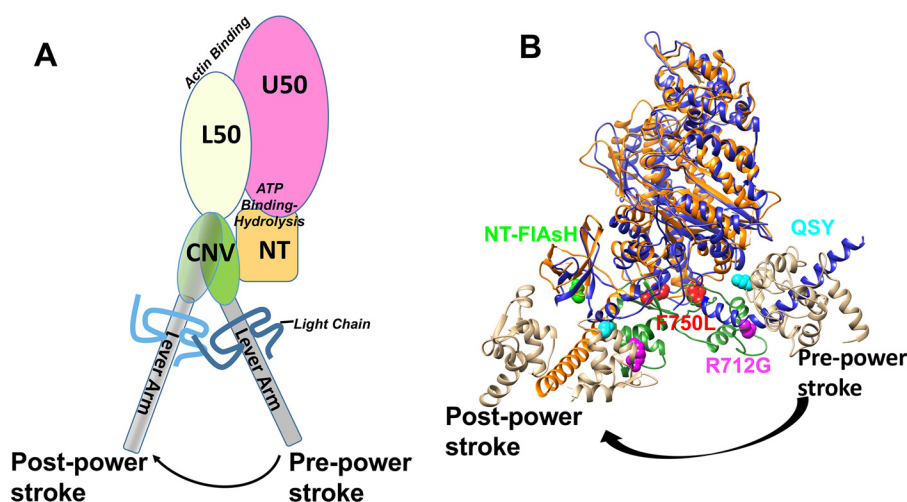 A
Actin Binding
U50
L50
ATP
Binding-
Hydrolysis
CNV
NT
Light Chain
Lever Arm
Lever Arm
Post-power
stroke
Pre-power
stroke
B
QSY
NT-FlAsH
F750L
R712G
Pre-power
stroke
Post-power
stroke